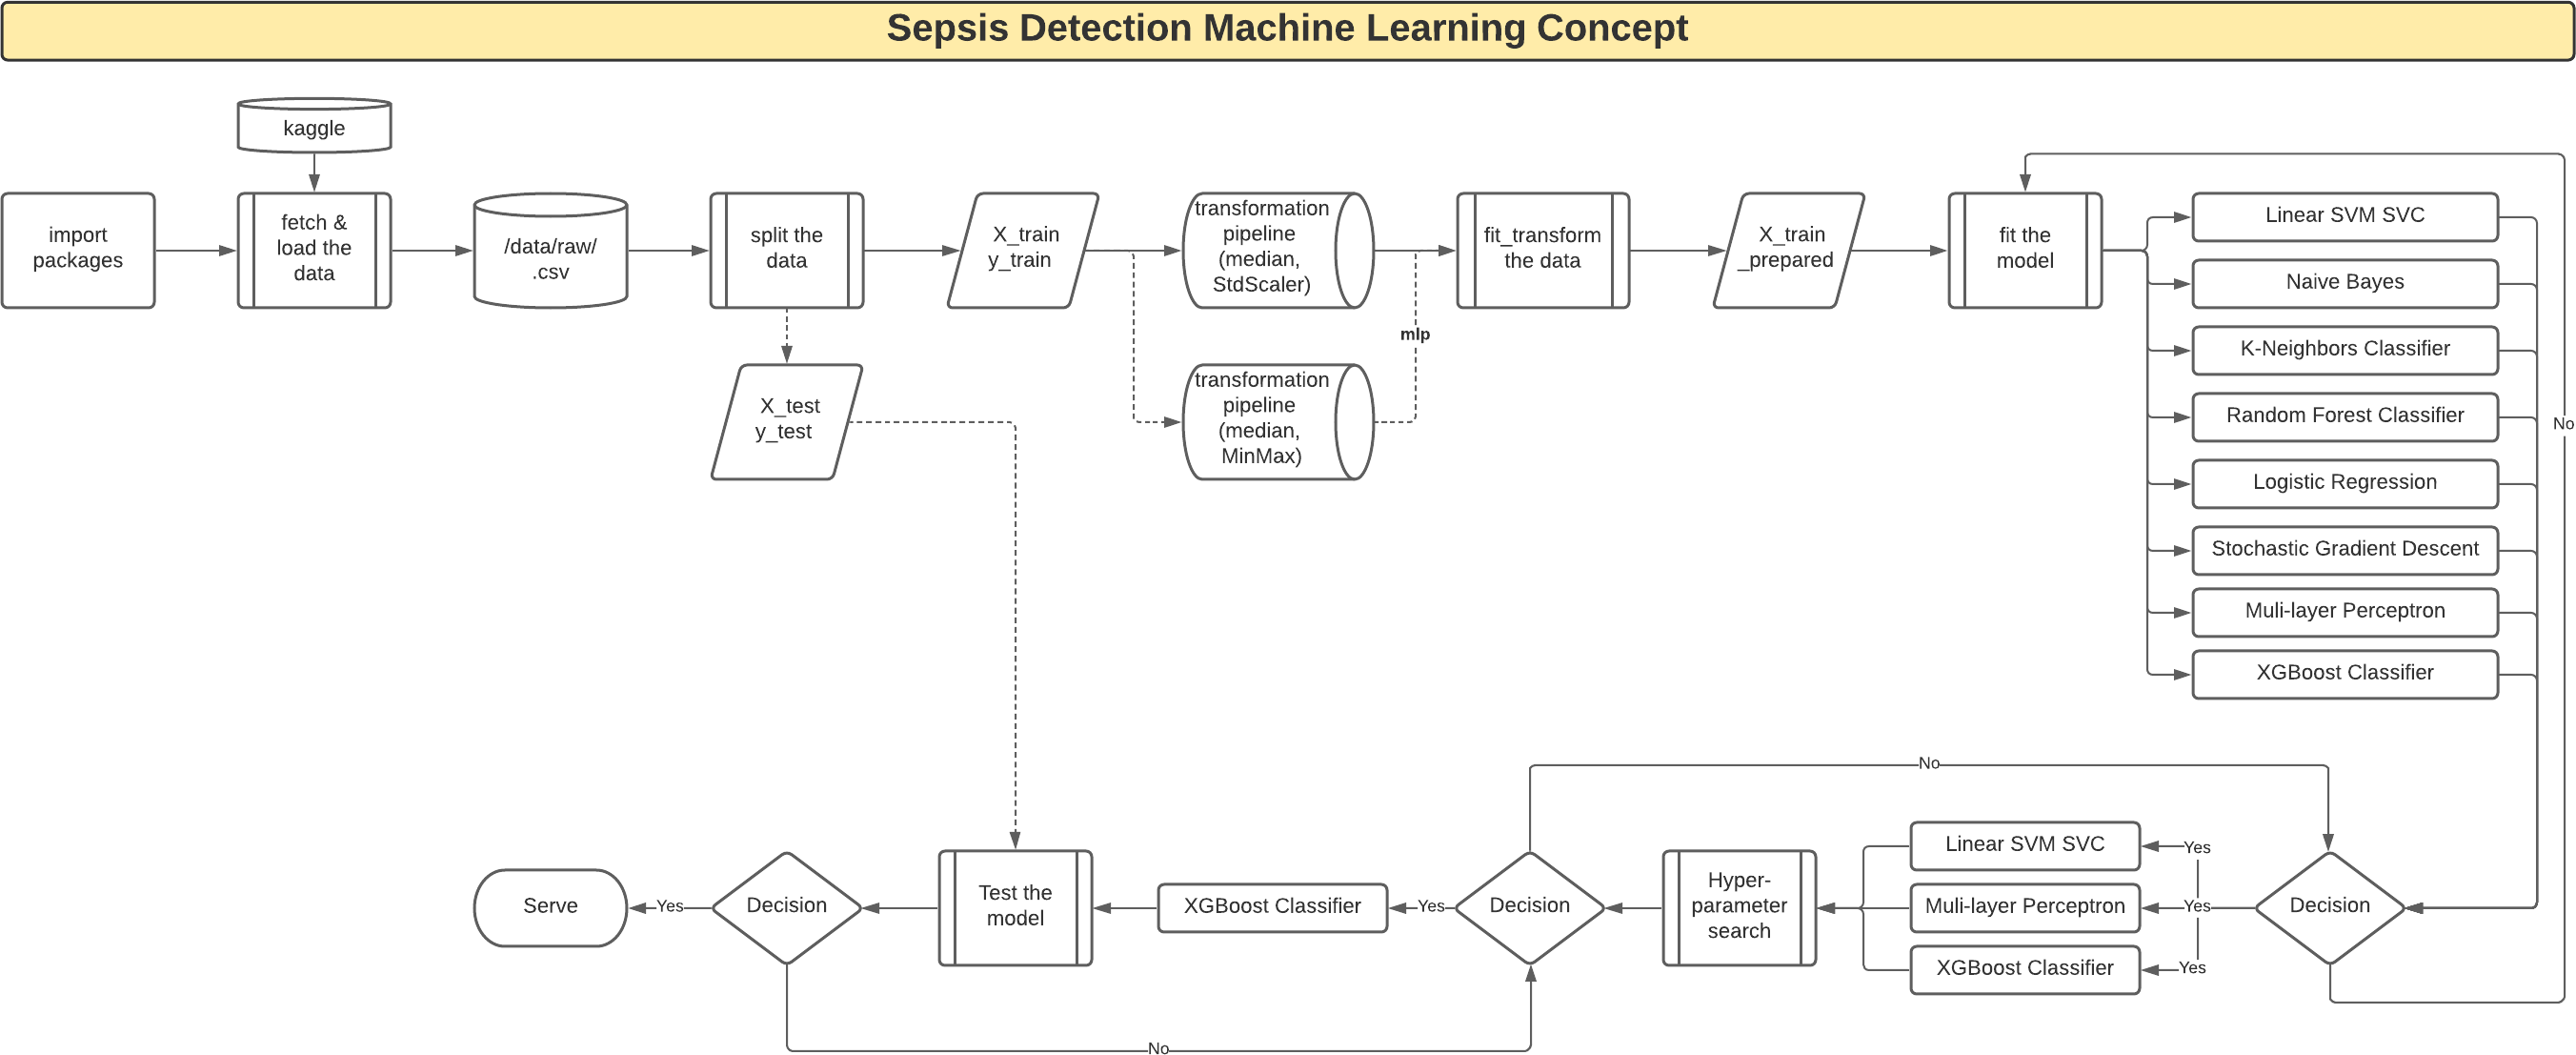 Sepsis Detection Machine Learning Concept
kaggle
import
packages
fetch &
load the
data
/data/raw/
.csv
split the
data
X_train
y_train
transformation
pipeline
(median,
StdScaler)
fit_transform
the data
X_train
_prepared
fit the
model
Linear SVM SVC
Naive Bayes
K-Neighbors Classifier
Random Forest Classifier
Logistic Regression
Stochastic Gradient Descent
Muli-layer Perceptron
XGBoost Classifier
No
mlp
X_test
y_test
transformation
pipeline
(median,
MinMax)
No
Serve
Yes
Decision
Test the
model
XGBoost Classifier
Yes
Decision
Hyper-
parameter
search
Linear SVM SVC
Muli-layer Perceptron
XGBoost Classifier
Yes
Yes
Yes
Decision
No